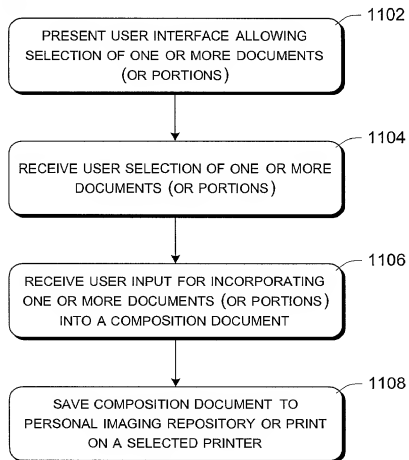 1102
PRESENT USER INTERFACE ALLOWING
SELECTION OF ONE OR MORE DOCUMENTS
(OR PORTIONS)
1104
RECEIVE USER SELECTION OF ONE OR MORE
DOCUMENTS (OR PORTIONS)
1106
RECEIVE USER INPUT FOR INCORPORATING
ONE OR MORE DOCUMENTS (OR PORTIONS)
INTO A COMPOSITION DOCUMENT
1108
SAVE COMPOSITION DOCUMENT TO
PERSONAL IMAGING REPOSITORY OR PRINT
ON A SELECTED PRINTER